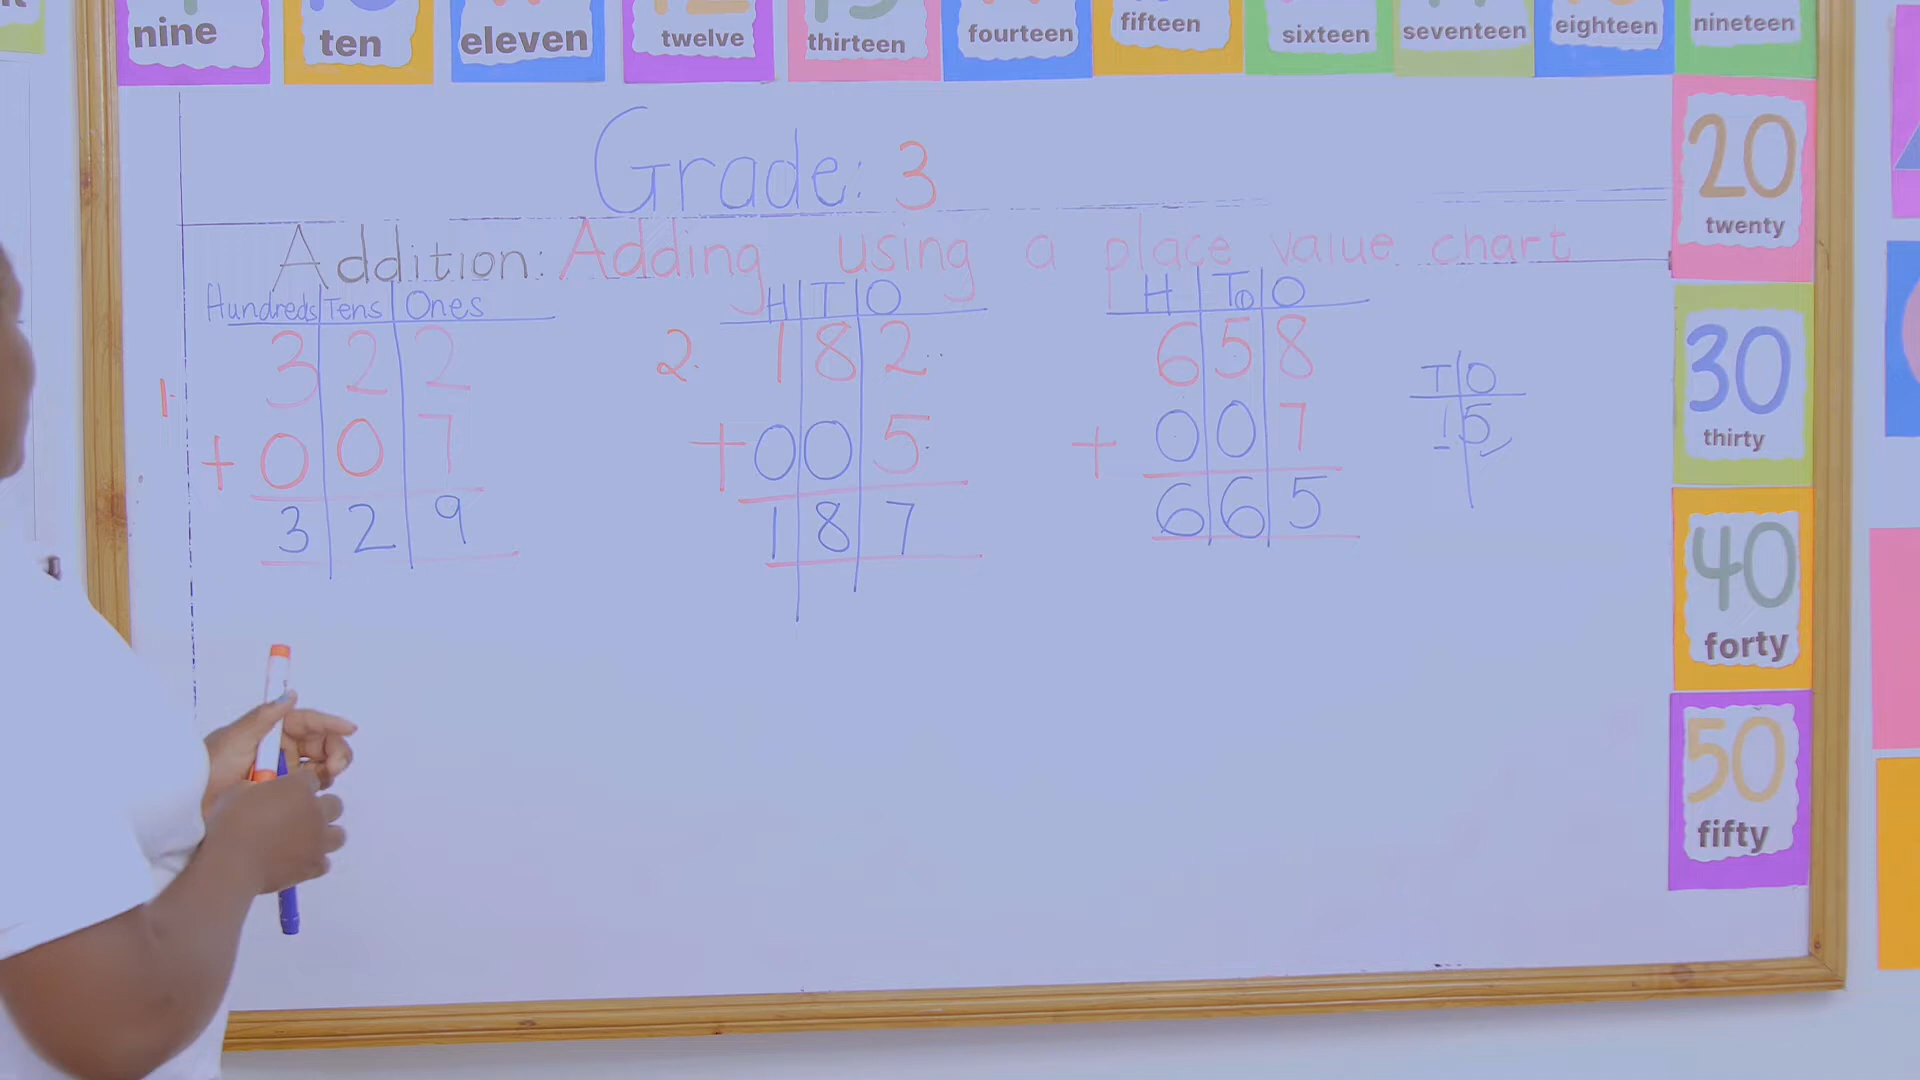 nine ten eleven twelve thirteen fourteen fifteen sixteen seventeen eighteen nineteen
Grade: 3
Addition: Adding using a place value chart
Hundreds Tens Ones
1.
3 2 2
+ 0 0 7
3 2 9
H T O
2.
1 8 2
+ 0 0 5
1 8 7
H T 1 O
6 5 8
+ 0 0 7
6 6 5
T O
1 5
20
twenty
30
thirty
40
forty
50
fifty